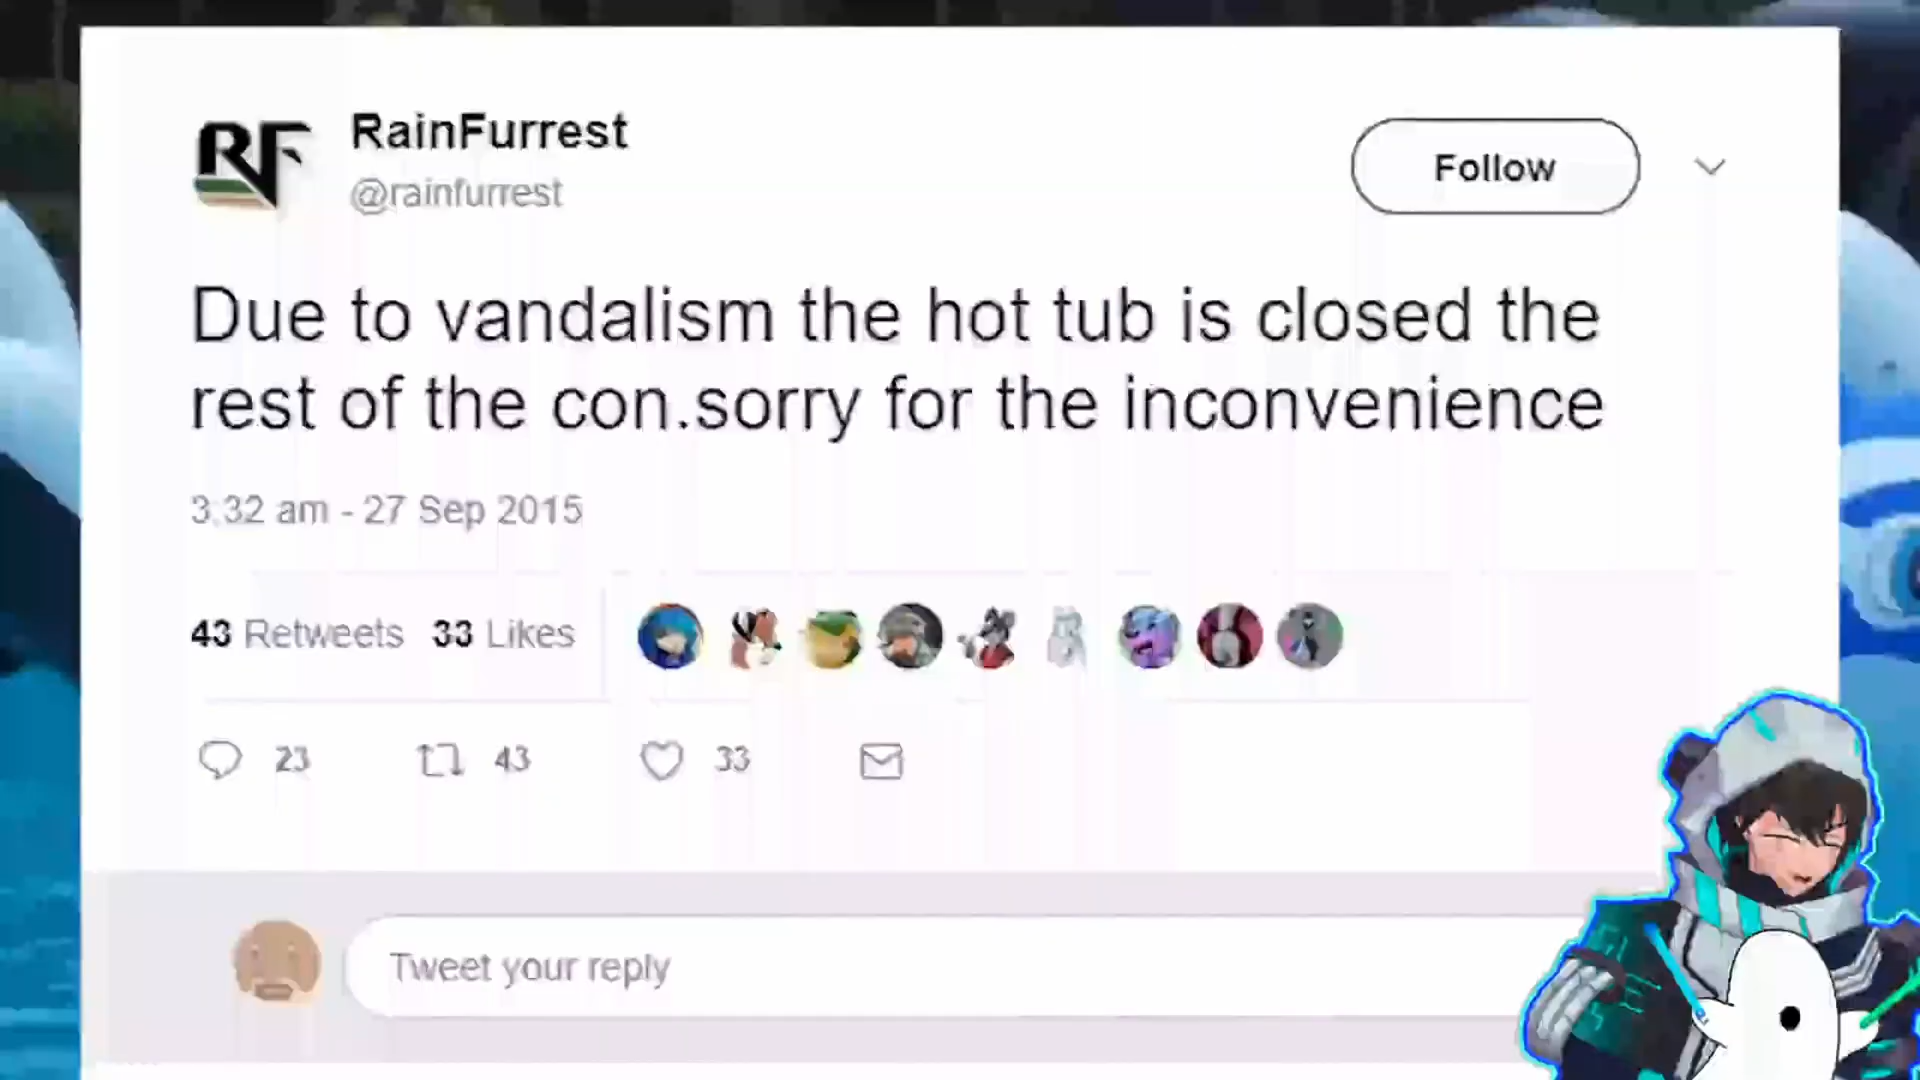 RF
RainFurrest
@rainfurrest
Follow
Due to vandalism the hot tub is closed the
rest of the con.sorry for the inconvenience
3:32 am - 27 Sep 2015
43 Retweets 33 Likes
23 43 33
Tweet your reply